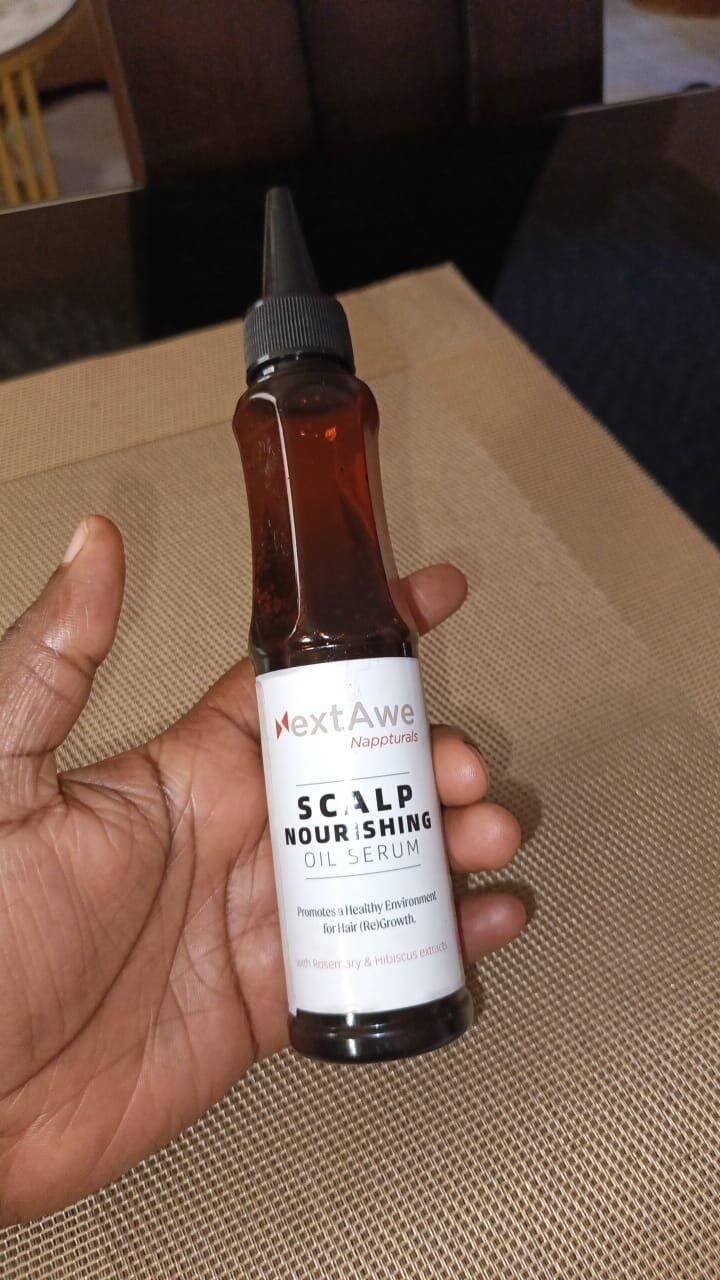 NextAwe
Nappturals
SCALP
NOURISHING
OIL SERUM
Promotes a Healthy Environment
for Hair (Re)Growth.
with Rosemary & Hibiscus extracts